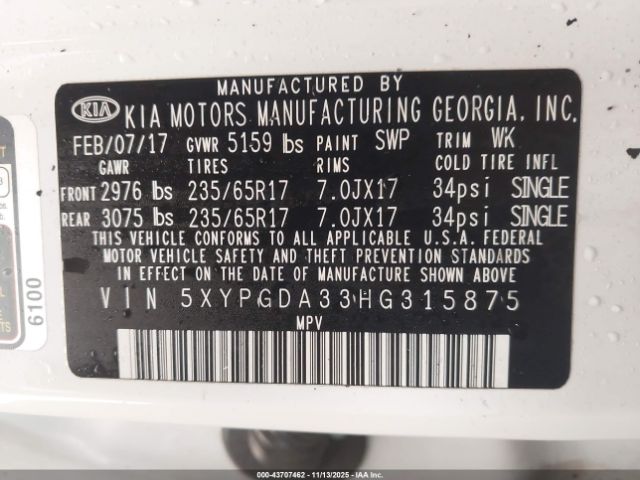 MANUFACTURED BY
KIA KIA MOTORS MANUFACTURING GEORGIA, INC.
FEB/07/17 GVWR 5159 lbs PAINT SWP TRIM WK
GAWR TIRES RIMS COLD TIRE INFL
FRONT 2976 lbs 235/65R17 7.0JX17 34psi SINGLE
REAR 3075 lbs 235/65R17 7.0JX17 34psi SINGLE
THIS VEHICLE CONFORMS TO ALL APPLICABLE U.S.A. FEDERAL
MOTOR VEHICLE SAFETY AND THEFT PREVENTION STANDARDS
IN EFFECT ON THE DATE OF MANUFACTURE SHOWN ABOVE
VIN 5XYPGDA33HG315875
MPV
6100
000-43707462 - 11/13/2025 - IAA, Inc.